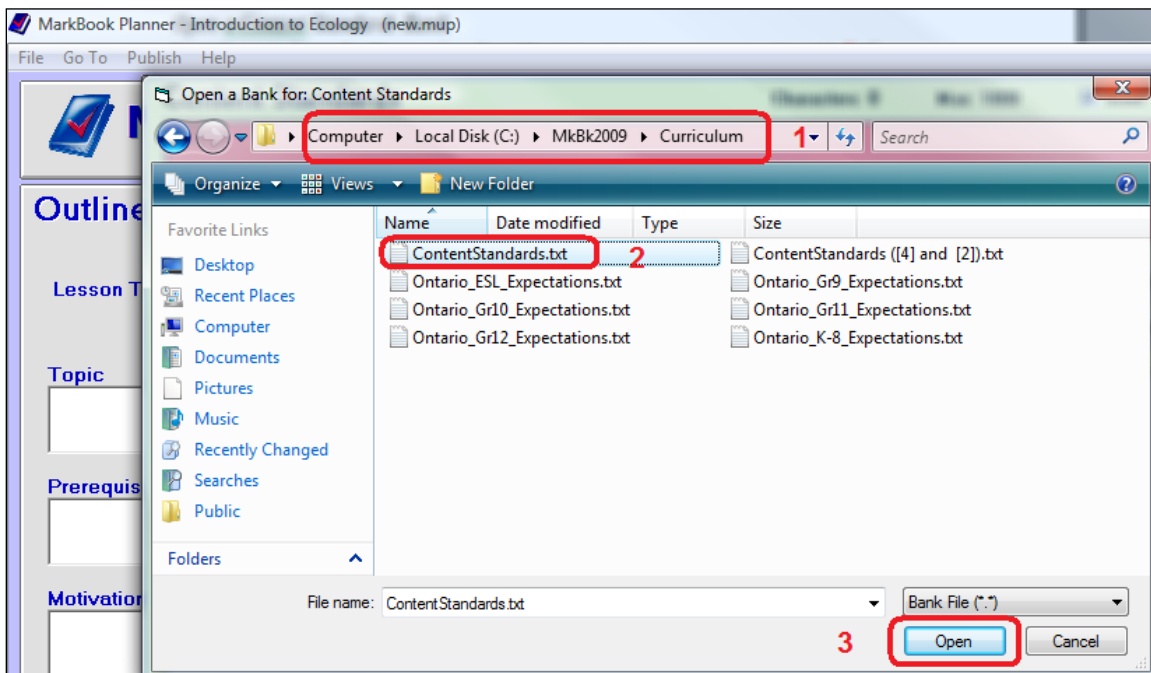 MarkBook Planner - Introduction to Ecology (new.mup)
File Go To Publish Help
Open a Bank for: Content Standards
Computer Local Disk (C:) MkBk2009 Curriculum 1 Search
Organize Views New Folder
Outline
Lesson T
Topic
Prerequis
Motivation
Favorite Links
Desktop
Recent Places
Computer
Documents
Pictures
Music
Recently Changed
Searches
Public
Folders
Name Date modified Type Size
ContentStandards.txt 2 ContentStandards ([4] and [2]).txt
Ontario_ESL_Expectations.txt Ontario_Gr9_Expectations.txt
Ontario_Gr10_Expectations.txt Ontario_Gr11_Expectations.txt
Ontario_Gr12_Expectations.txt Ontario_K-8_Expectations.txt
File name: ContentStandards.txt Bank File (*.*)
3 Open Cancel